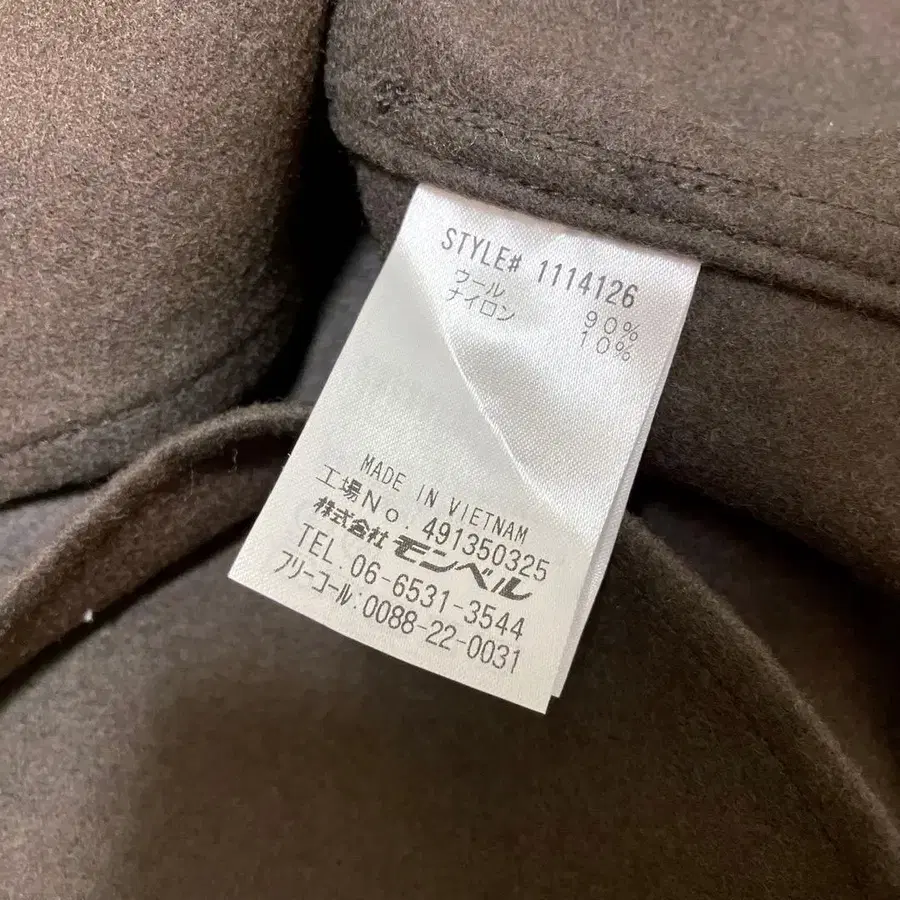 STYLE# 1114126
ウール 90%
ナイロン 10%
MADE IN VIETNAM
工場No. 491350325
株式会社 モンベル
TEL. 06-6531-3544
フリーコール:0088-22-0031